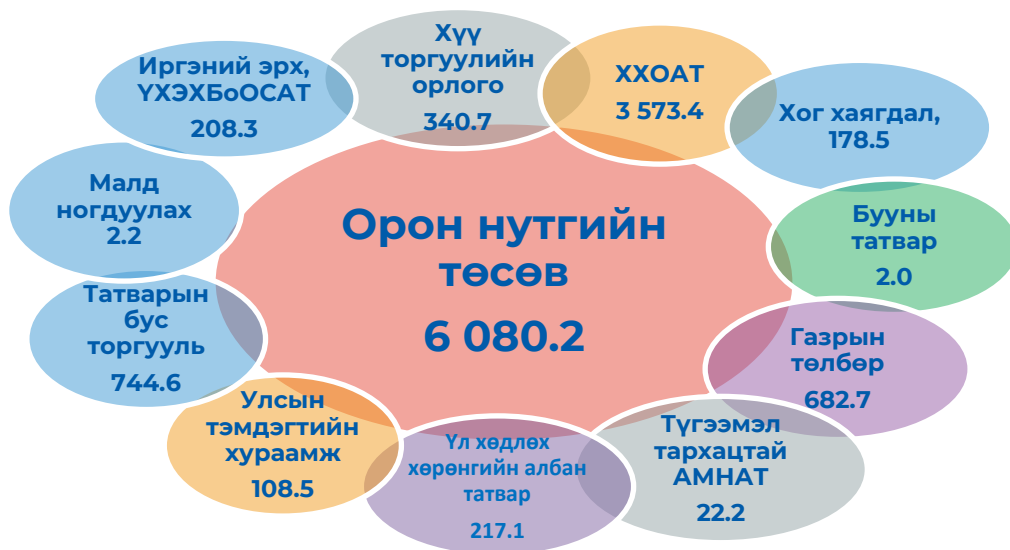 Орон нутгийн
төсөв
6 080.2
Хүү
торгуулийн
орлого
340.7
ХХОАТ
3 573.4
Хог хаягдал,
178.5
Бууны
татвар
2.0
Газрын
төлбөр
682.7
Түгээмэл
тархацтай
АМНАТ
22.2
Үл хөдлөх
хөрөнгийн албан
татвар
217.1
Улсын
тэмдэгтийн
хураамж
108.5
Татварын
бус
торгууль
744.6
Малд
ногдуулах
2.2
Иргэний эрх,
ҮХЭХБоОСАТ
208.3